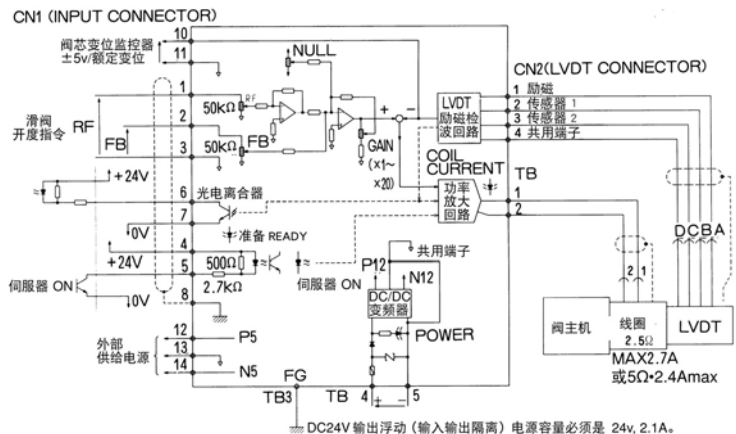 CN1 (INPUT CONNECTOR)
阀芯变位监控器
±5v/额定变位
10
11
NULL
CN2(LVDT CONNECTOR)
1
50kΩ
RF
滑阀
开度指令
RF
FB
2
50kΩ
FB
3
+
−
GAIN
(×1~
×20)
LVDT
励磁检
波回路
1 励磁
2 传感器 1
3 传感器 2
4 共用端子
COIL
CURRENT
功率
放大
回路
TB
1
2
+24V
6
光电离合器
7
0V
准备 READY
4
+24V
500Ω
5
2.7kΩ
伺服器 ON
0V
8
伺服器 ON
共用端子
P12
N12
DC/DC
变频器
POWER
D C B A
2 1
阀主机
线圈
2.5Ω
LVDT
MAX2.7A
或5Ω•2.4Amax
外部
供给电源
12
P5
13
14
N5
FG
TB3
TB
4
+
−
5
DC24V 输出浮动（输入输出隔离）电源容量必须是 24v, 2.1A。